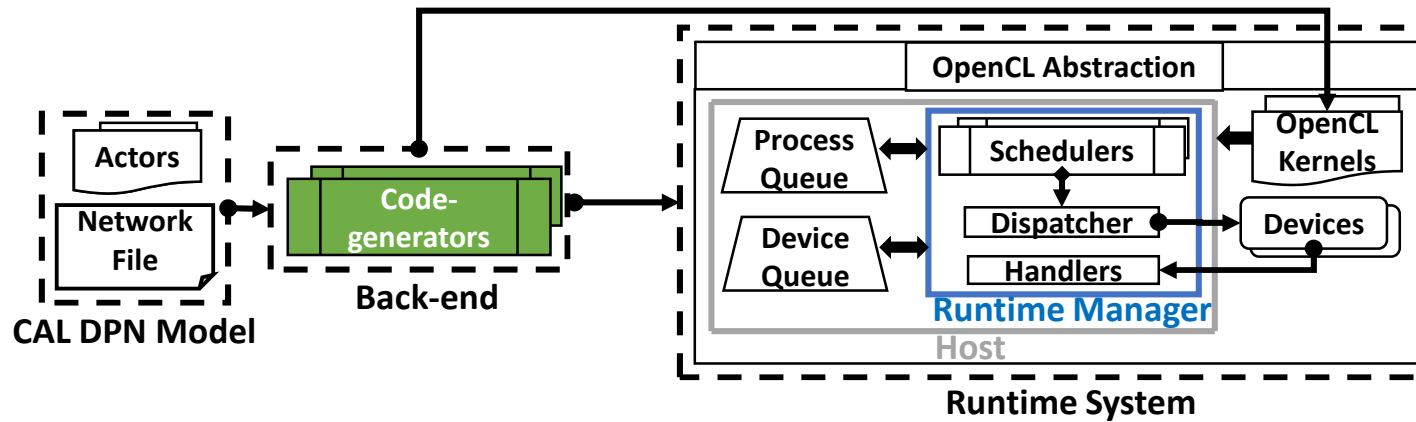 Actors
Network
File
CAL DPN Model
Code-
generators
Back-end
OpenCL Abstraction
Process
Queue
Device
Queue
Schedulers
Dispatcher
Handlers
Runtime Manager
Host
OpenCL
Kernels
Devices
Runtime System